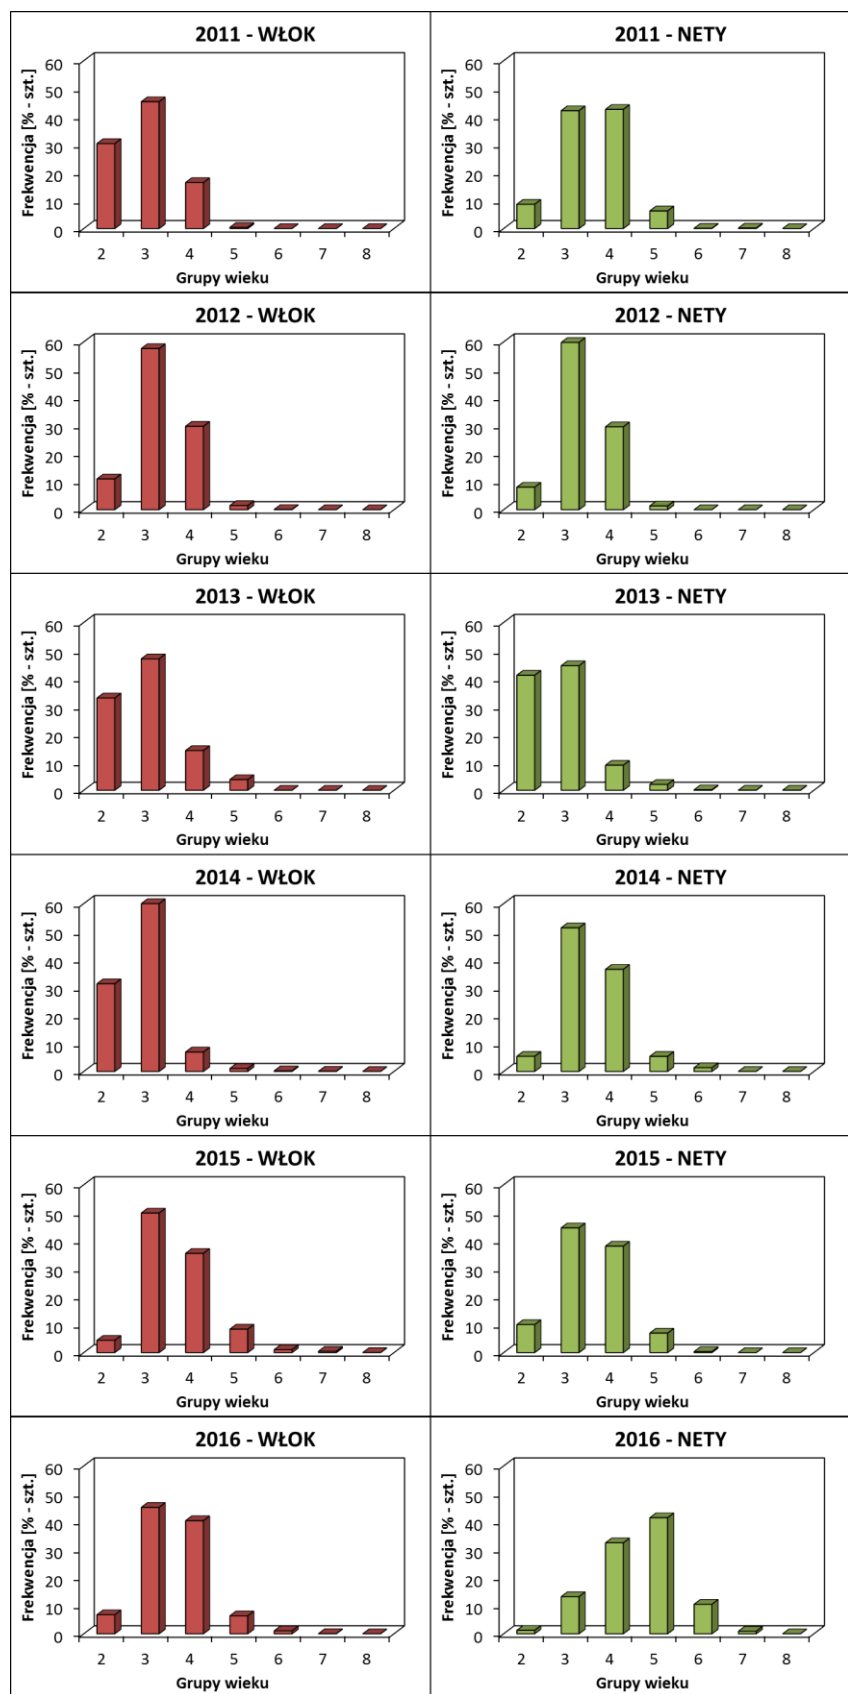 2011 - WŁOK
Frekwencja [% - szt.]
60
50
40
30
20
10
0
2 3 4 5 6 7 8
Grupy wieku
2011 - NETY
Frekwencja [% - szt.]
60
50
40
30
20
10
0
2 3 4 5 6 7 8
Grupy wieku
2012 - WŁOK
Frekwencja [% - szt.]
60
50
40
30
20
10
0
2 3 4 5 6 7 8
Grupy wieku
2012 - NETY
Frekwencja [% - szt.]
60
50
40
30
20
10
0
2 3 4 5 6 7 8
Grupy wieku
2013 - WŁOK
Frekwencja [% - szt.]
60
50
40
30
20
10
0
2 3 4 5 6 7 8
Grupy wieku
2013 - NETY
Frekwencja [% - szt.]
60
50
40
30
20
10
0
2 3 4 5 6 7 8
Grupy wieku
2014 - WŁOK
Frekwencja [% - szt.]
60
50
40
30
20
10
0
2 3 4 5 6 7 8
Grupy wieku
2014 - NETY
Frekwencja [% - szt.]
60
50
40
30
20
10
0
2 3 4 5 6 7 8
Grupy wieku
2015 - WŁOK
Frekwencja [% - szt.]
60
50
40
30
20
10
0
2 3 4 5 6 7 8
Grupy wieku
2015 - NETY
Frekwencja [% - szt.]
60
50
40
30
20
10
0
2 3 4 5 6 7 8
Grupy wieku
2016 - WŁOK
Frekwencja [% - szt.]
60
50
40
30
20
10
0
2 3 4 5 6 7 8
Grupy wieku
2016 - NETY
Frekwencja [% - szt.]
60
50
40
30
20
10
0
2 3 4 5 6 7 8
Grupy wieku